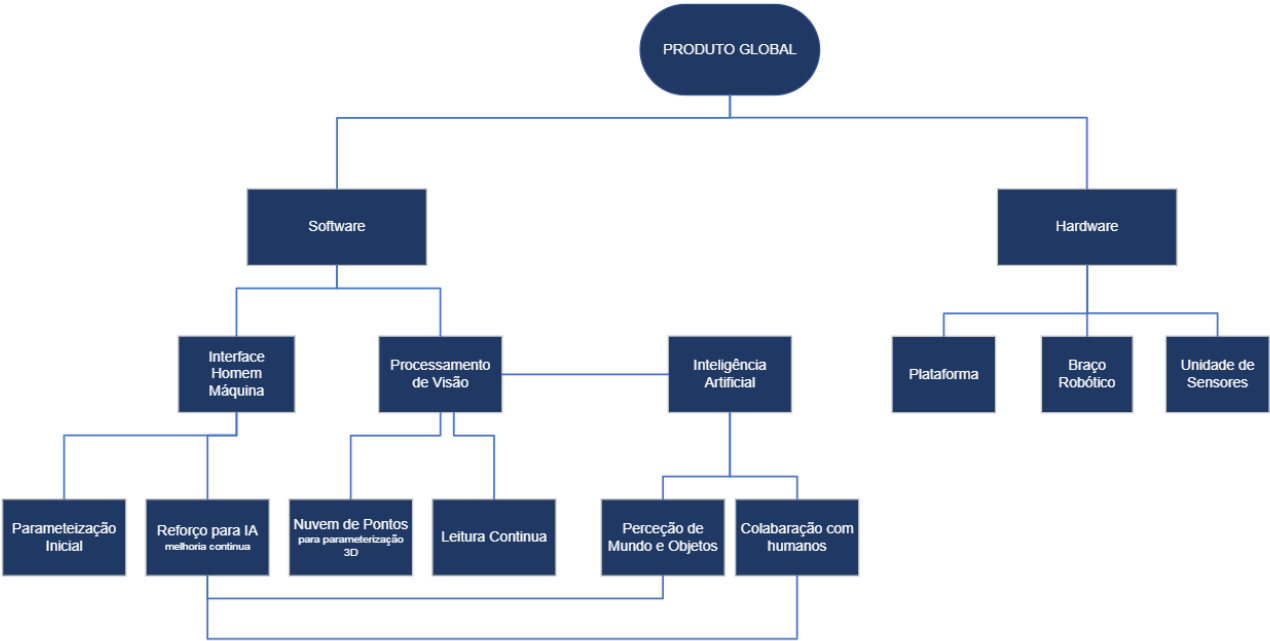 PRODUTO GLOBAL
Software
Hardware
Interface
Homem
Máquina
Processamento
de Visão
Inteligência
Artificial
Plataforma
Braço
Robótico
Unidade de
Sensores
Parameteização
Inicial
Reforço para IA
melhoria continua
Nuvem de Pontos
para parameterização
3D
Leitura Continua
Perceção de
Mundo e Objetos
Colabaração com
humanos